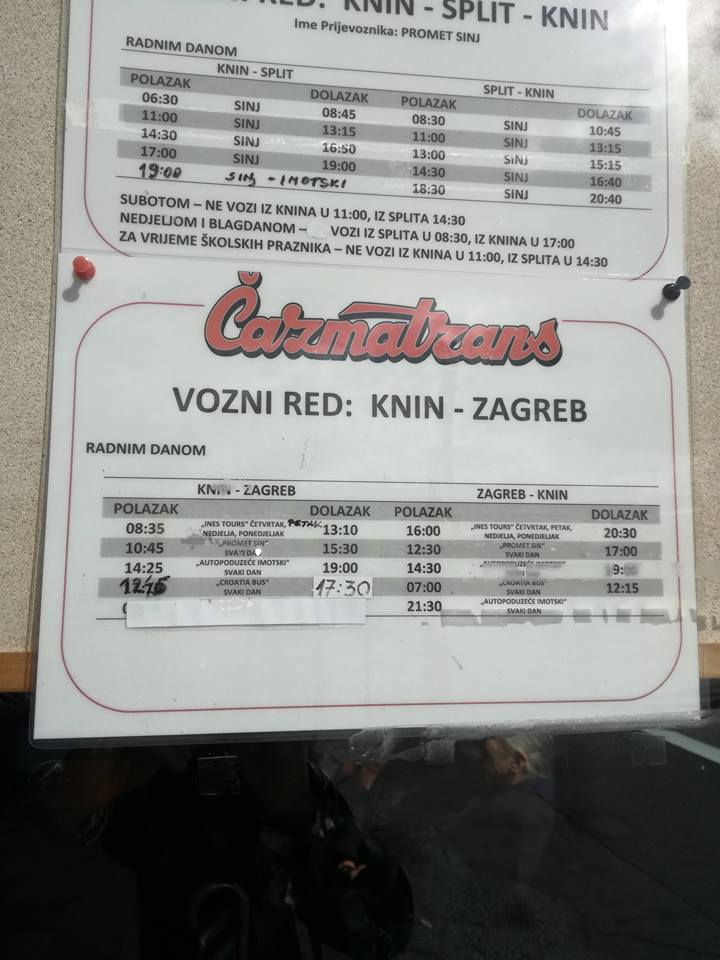 RED: KNIN - SPLIT - KNIN
Ime Prijevoznika: PROMET SINJ
RADNIM DANOM
KNIN - SPLIT SPLIT - KNIN
POLAZAK DOLAZAK POLAZAK DOLAZAK
06:30 SINJ 08:45 08:30 SINJ 10:45
11:00 SINJ 13:15 11:00 SINJ 13:15
14:30 SINJ 16:50 13:00 SINJ 15:15
17:00 SINJ 19:00 14:30 SINJ 16:40
19:00 SINJ - IMOTSKI 18:30 SINJ 20:40
SUBOTOM – NE VOZI IZ KNINA U 11:00, IZ SPLITA 14:30
NEDJELJOM I BLAGDANOM – VOZI IZ SPLITA U 08:30, IZ KNINA U 17:00
ZA VRIJEME ŠKOLSKIH PRAZNIKA – NE VOZI IZ KNINA U 11:00, IZ SPLITA U 14:30
Čazmatrans
VOZNI RED: KNIN - ZAGREB
RADNIM DANOM
KNIN - ZAGREB ZAGREB - KNIN
POLAZAK DOLAZAK POLAZAK DOLAZAK
08:35 „INES TOURS" ČETVRTAK, PETAK 13:10 16:00 „INES TOURS" ČETVRTAK, PETAK, 20:30
NEDJELJA, PONEDJELJAK NEDJELJA, PONEDJELJAK
10:45 „PROMET SINJ" 15:30 12:30 „PROMET SINJ" 17:00
SVAKI DAN SVAKI DAN
14:25 „AUTOPODUZEĆE IMOTSKI" 19:00 14:30 „AUTOPODUZEĆE IMOTSKI"
SVAKI DAN
„CROATIA BUS" 17:30 07:00 „CROATIA BUS" 12:15
SVAKI DAN SVAKI DAN
21:30 „AUTOPODUZEĆE IMOTSKI"
SVAKI DAN